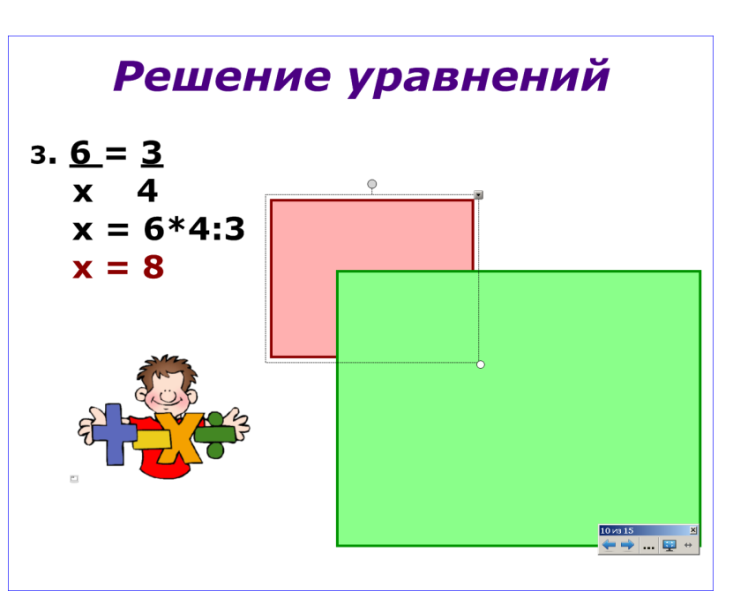 Решение уравнений
3. 6 = 3
x 4
x = 6*4:3
x = 8
10 из 15